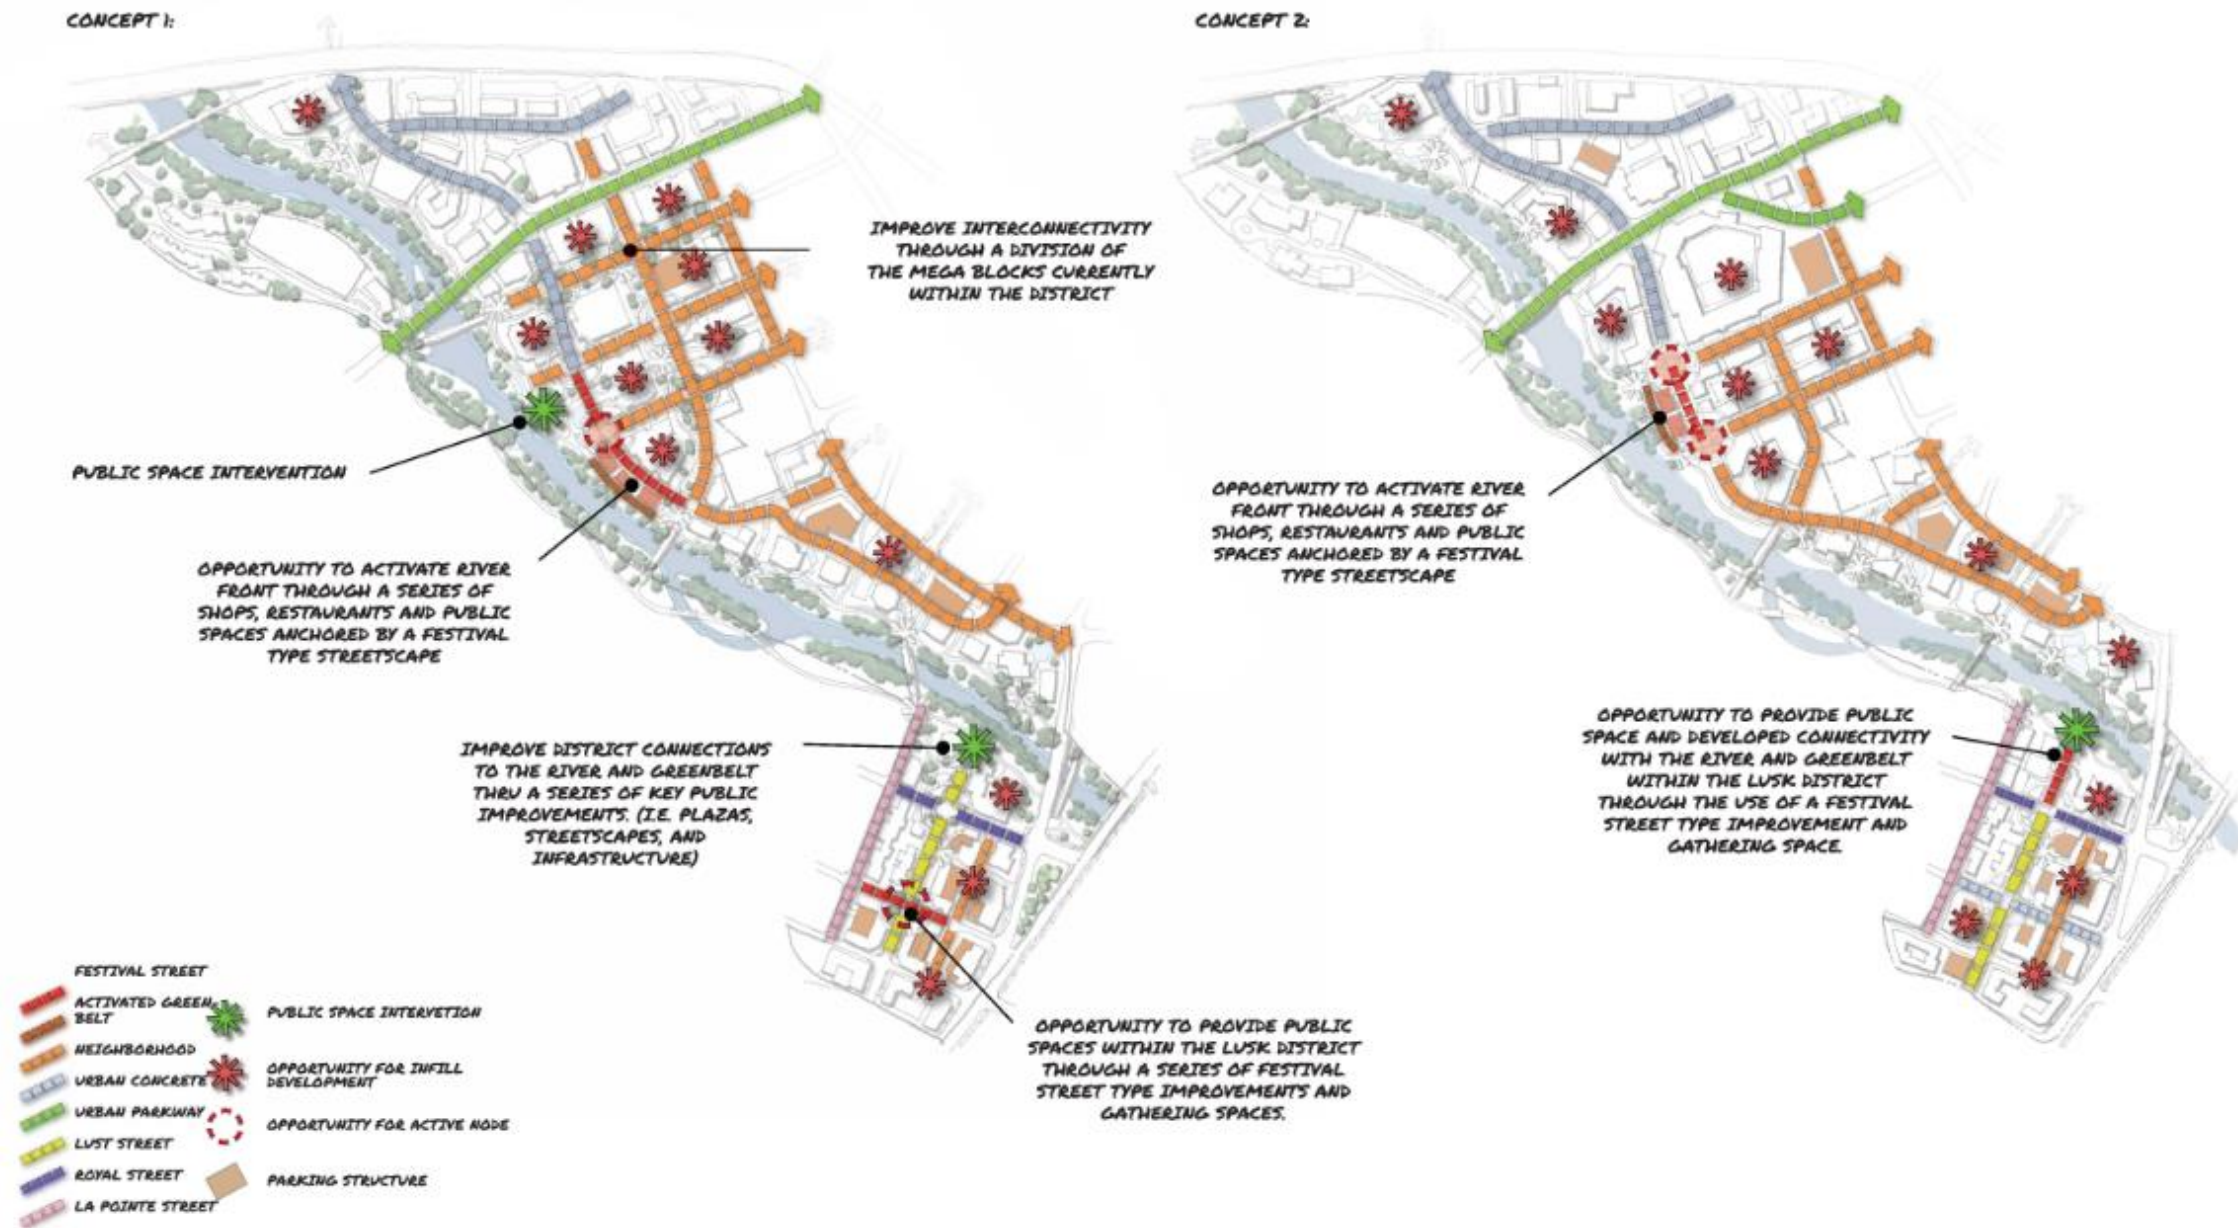 CONCEPT 1:
CONCEPT 2:
IMPROVE INTERCONNECTIVITY
THROUGH A DIVISION OF
THE MEGA BLOCKS CURRENTLY
WITHIN THE DISTRICT
PUBLIC SPACE INTERVENTION
OPPORTUNITY TO ACTIVATE RIVER
FRONT THROUGH A SERIES OF
SHOPS, RESTAURANTS AND PUBLIC
SPACES ANCHORED BY A FESTIVAL
TYPE STREETSCAPE
OPPORTUNITY TO ACTIVATE RIVER
FRONT THROUGH A SERIES OF
SHOPS, RESTAURANTS AND PUBLIC
SPACES ANCHORED BY A FESTIVAL
TYPE STREETSCAPE
IMPROVE DISTRICT CONNECTIONS
TO THE RIVER AND GREENBELT
THRU A SERIES OF KEY PUBLIC
IMPROVEMENTS. (I.E. PLAZAS,
STREETSCAPES, AND
INFRASTRUCTURE)
OPPORTUNITY TO PROVIDE PUBLIC
SPACE AND DEVELOPED CONNECTIVITY
WITH THE RIVER AND GREENBELT
WITHIN THE LUSK DISTRICT
THROUGH THE USE OF A FESTIVAL
STREET TYPE IMPROVEMENT AND
GATHERING SPACE.
OPPORTUNITY TO PROVIDE PUBLIC
SPACES WITHIN THE LUSK DISTRICT
THROUGH A SERIES OF FESTIVAL
STREET TYPE IMPROVEMENTS AND
GATHERING SPACES.
FESTIVAL STREET
ACTIVATED GREEN
BELT
NEIGHBORHOOD
URBAN CONCRETE
URBAN PARKWAY
LUST STREET
ROYAL STREET
LA POINTE STREET
PUBLIC SPACE INTERVETION
OPPORTUNITY FOR INFILL
DEVELOPMENT
OPPORTUNITY FOR ACTIVE NODE
PARKING STRUCTURE